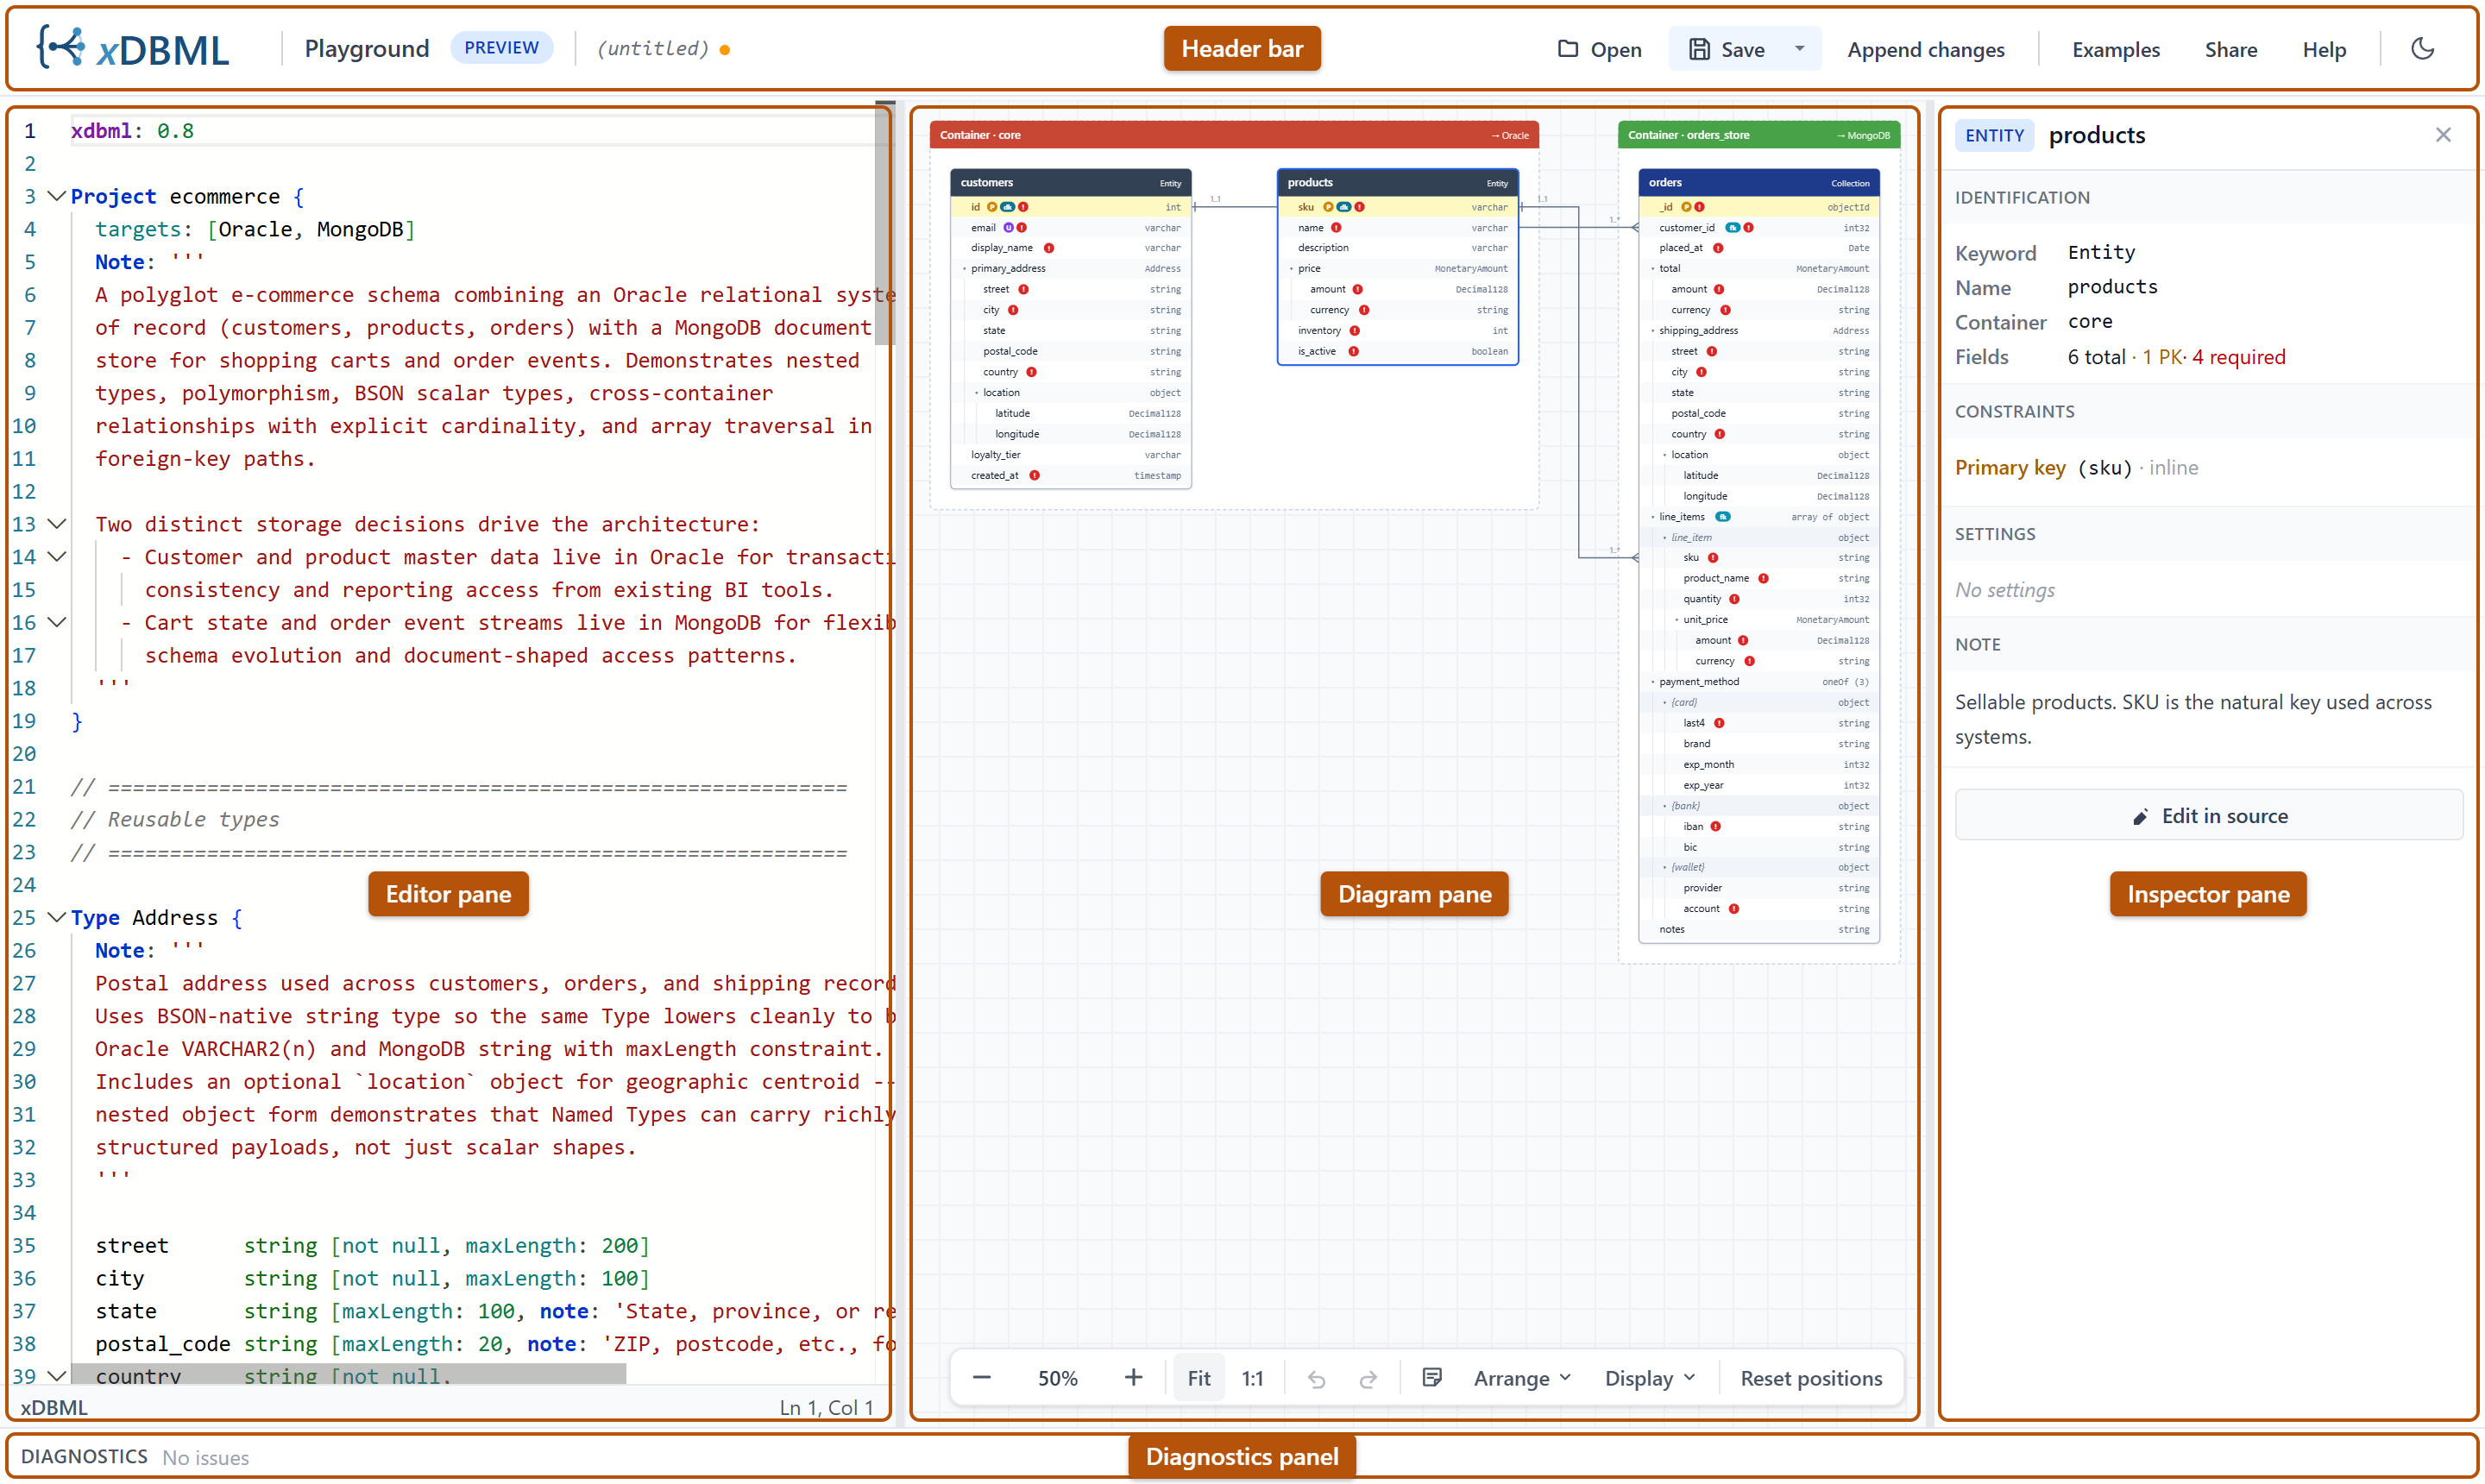 xDBML
Playground
PREVIEW
(untitled)
Header bar
Open
Save
Append changes
Examples
Share
Help
1 xdbml: 0.8
2
3 Project ecommerce {
4 targets: [Oracle, MongoDB]
5 Note: '''
6 A polyglot e-commerce schema combining an Oracle relational syste
7 of record (customers, products, orders) with a MongoDB document
8 store for shopping carts and order events. Demonstrates nested
9 types, polymorphism, BSON scalar types, cross-container
10 relationships with explicit cardinality, and array traversal in
11 foreign-key paths.
12
13 Two distinct storage decisions drive the architecture:
14 - Customer and product master data live in Oracle for transacti
15 consistency and reporting access from existing BI tools.
16 - Cart state and order event streams live in MongoDB for flexib
17 schema evolution and document-shaped access patterns.
18 '''
19 }
20
21 // ============================================================
22 // Reusable types
23 // ============================================================
24
Editor pane
25 Type Address {
26 Note: '''
27 Postal address used across customers, orders, and shipping record
28 Uses BSON-native string type so the same Type lowers cleanly to b
29 Oracle VARCHAR2(n) and MongoDB string with maxLength constraint.
30 Includes an optional `location` object for geographic centroid --
31 nested object form demonstrates that Named Types can carry richly
32 structured payloads, not just scalar shapes.
33 '''
34
35 street string [not null, maxLength: 200]
36 city string [not null, maxLength: 100]
37 state string [maxLength: 100, note: 'State, province, or re
38 postal_code string [maxLength: 20, note: 'ZIP, postcode, etc., fo
39 country string [not null,
xDBML
Ln 1, Col 1
Container · core → Oracle
customers Entity
id P dk ! int
email U ! varchar
display_name ! varchar
primary_address Address
street ! string
city ! string
state string
postal_code string
country ! string
location object
latitude Decimal128
longitude Decimal128
loyalty_tier varchar
created_at ! timestamp
1..1
products Entity
sku P dk ! varchar
name ! varchar
description varchar
price MonetaryAmount
amount ! Decimal128
currency ! string
inventory ! int
is_active ! boolean
1..1
1..*
1..*
Container · orders_store → MongoDB
orders Collection
_id P ! objectId
customer_id fk ! int32
placed_at ! Date
total MonetaryAmount
amount ! Decimal128
currency ! string
shipping_address Address
street ! string
city ! string
state string
postal_code string
country ! string
location object
latitude Decimal128
longitude Decimal128
line_items fk array of object
line_item object
sku ! string
product_name ! string
quantity ! int32
unit_price MonetaryAmount
amount ! Decimal128
currency ! string
payment_method oneOf (3)
{card} object
last4 ! string
brand string
exp_month int32
exp_year int32
{bank} object
iban ! string
bic string
{wallet} object
provider string
account ! string
notes string
Diagram pane
50%
Fit
1:1
Arrange
Display
Reset positions
ENTITY products
IDENTIFICATION
Keyword Entity
Name products
Container core
Fields 6 total · 1 PK· 4 required
CONSTRAINTS
Primary key (sku) · inline
SETTINGS
No settings
NOTE
Sellable products. SKU is the natural key used across
systems.
Edit in source
Inspector pane
DIAGNOSTICS No issues
Diagnostics panel